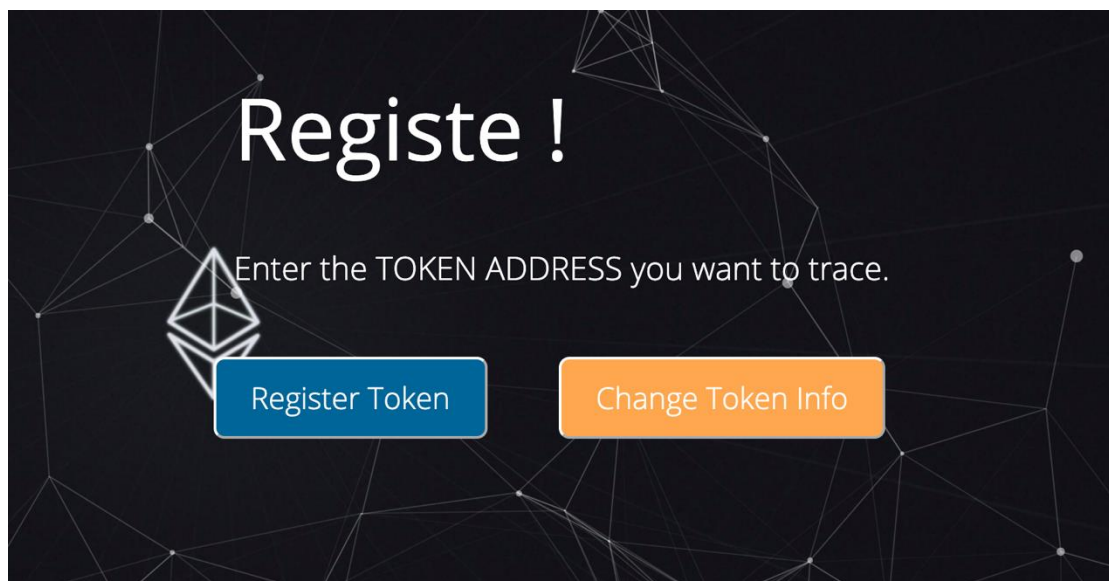 Registe !
Enter the TOKEN ADDRESS you want to trace.
Register Token
Change Token Info